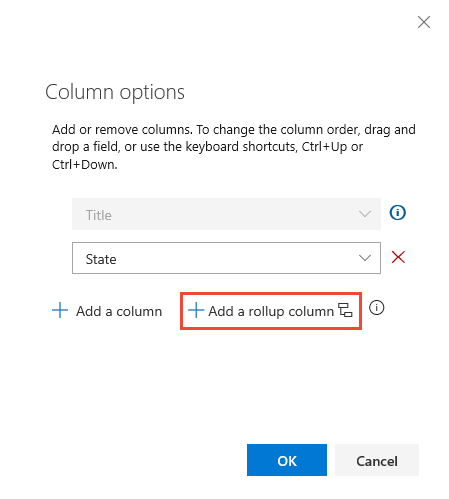 Column options
Add or remove columns. To change the column order, drag and
drop a field, or use the keyboard shortcuts, Ctrl+Up or
Ctrl+Down.
Title
State
Add a column
Add a rollup column
OK
Cancel